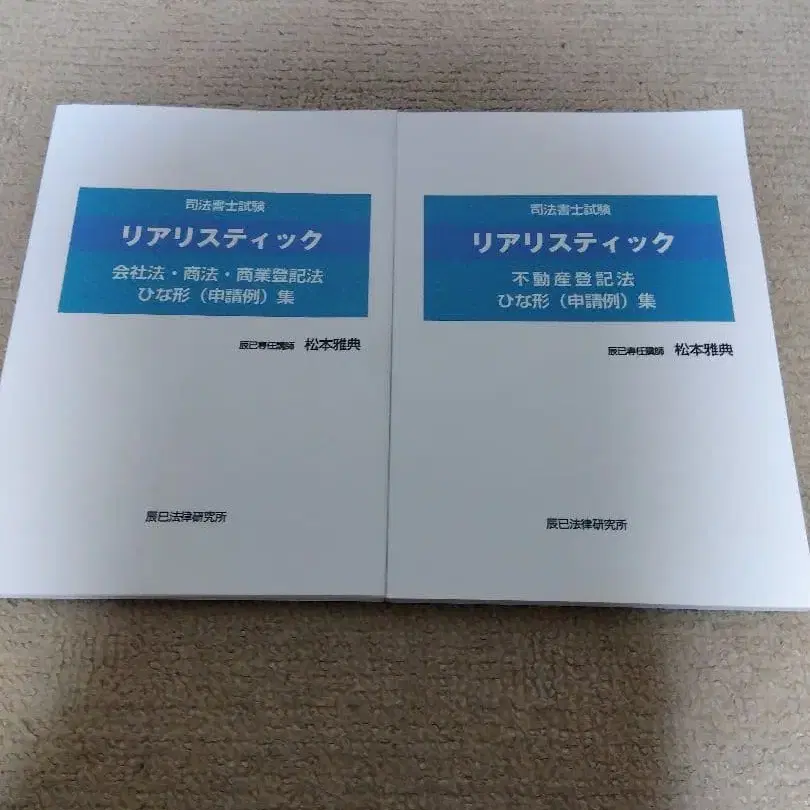 司法書士試験
リアリスティック
会社法・商法・商業登記法
ひな形（申請例）集
辰已専任講師 松本雅典
辰已法律研究所
司法書士試験
リアリスティック
不動産登記法
ひな形（申請例）集
辰已専任講師 松本雅典
辰已法律研究所